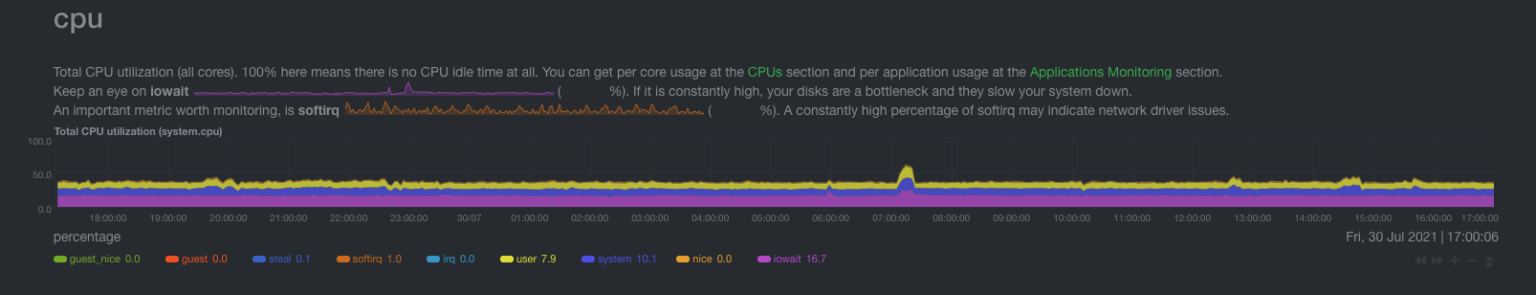 cpu
Total CPU utilization (all cores). 100% here means there is no CPU idle time at all. You can get per core usage at the CPUs section and per application usage at the Applications Monitoring section.
Keep an eye on iowait ( %). If it is constantly high, your disks are a bottleneck and they slow your system down.
An important metric worth monitoring, is softirq ( %). A constantly high percentage of softirq may indicate network driver issues.
Total CPU utilization (system.cpu)
100.0
50.0
0.0
18:00:00 19:00:00 20:00:00 21:00:00 22:00:00 23:00:00 30/07 01:00:00 02:00:00 03:00:00 04:00:00 05:00:00 06:00:00 07:00:00 08:00:00 09:00:00 10:00:00 11:00:00 12:00:00 13:00:00 14:00:00 15:00:00 16:00:00 17:00:00
percentage Fri, 30 Jul 2021 | 17:00:06
guest_nice 0.0 guest 0.0 steal 0.1 softirq 1.0 irq 0.0 user 7.9 system 10.1 nice 0.0 iowait 16.7